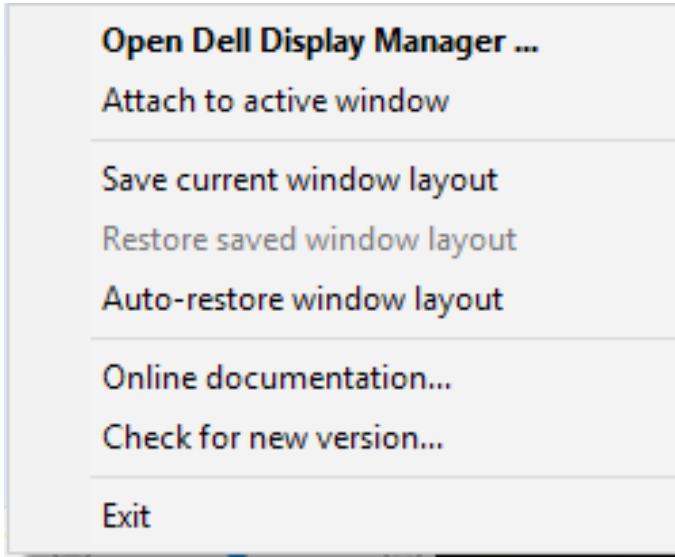 Open Dell Display Manager ...
Attach to active window
Save current window layout
Restore saved window layout
Auto-restore window layout
Online documentation...
Check for new version...
Exit